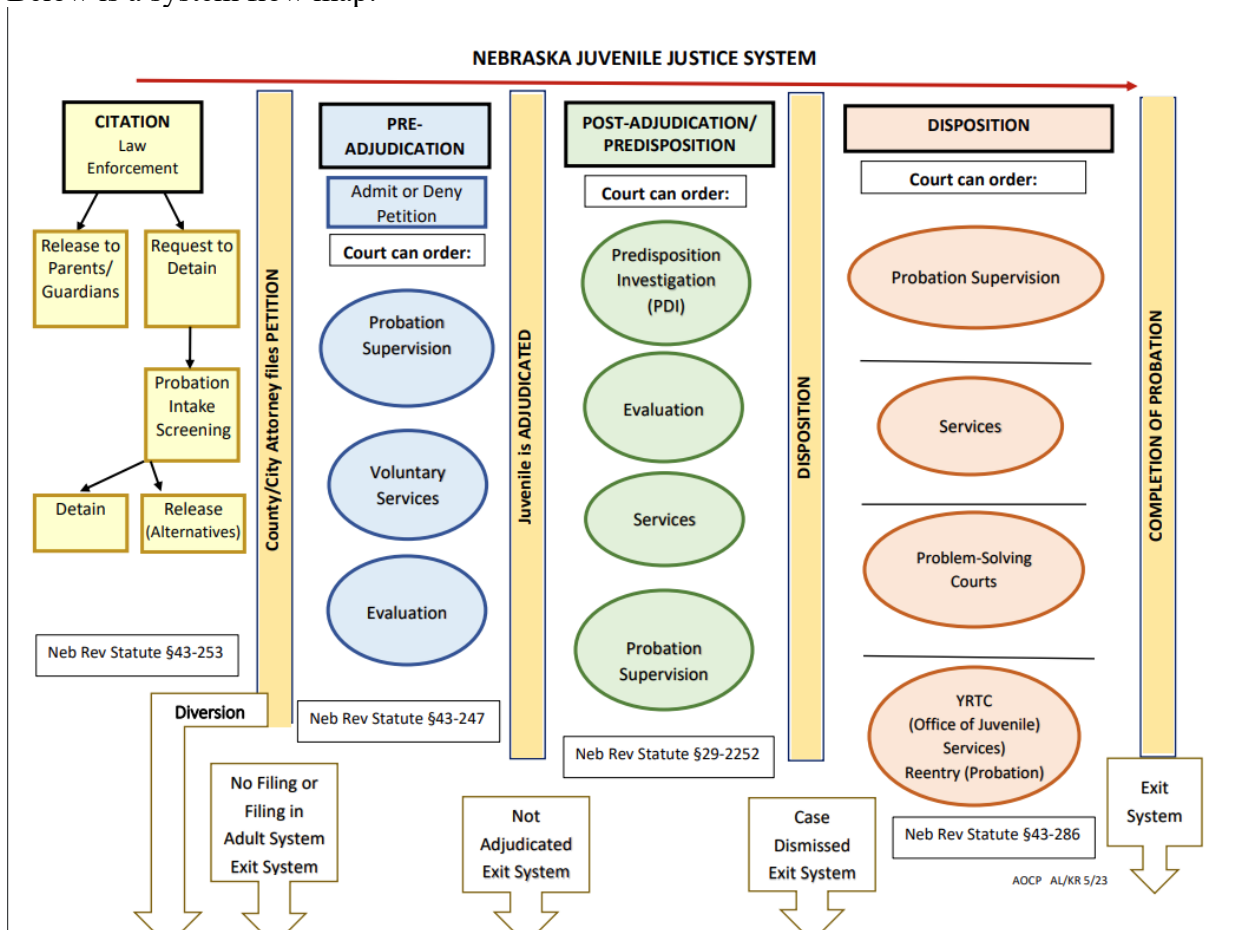 Below is a system flow map:
NEBRASKA JUVENILE JUSTICE SYSTEM
CITATION
Law
Enforcement
Release to
Parents/
Guardians
Request to
Detain
Probation
Intake
Screening
Detain
Release
(Alternatives)
Neb Rev Statute §43-253
Diversion
County/City Attorney files PETITION
No Filing or
Filing in
Adult System
Exit System
PRE-
ADJUDICATION
Admit or Deny
Petition
Court can order:
Probation
Supervision
Voluntary
Services
Evaluation
Neb Rev Statute §43-247
Juvenile is ADJUDICATED
Not
Adjudicated
Exit System
POST-ADJUDICATION/
PREDISPOSITION
Court can order:
Predisposition
Investigation
(PDI)
Evaluation
Services
Probation
Supervision
Neb Rev Statute §29-2252
DISPOSITION
Case
Dismissed
Exit System
DISPOSITION
Court can order:
Probation Supervision
Services
Problem-Solving
Courts
YRTC
(Office of Juvenile)
Services)
Reentry (Probation)
Neb Rev Statute §43-286
COMPLETION OF PROBATION
Exit
System
AOCP AL/KR 5/23